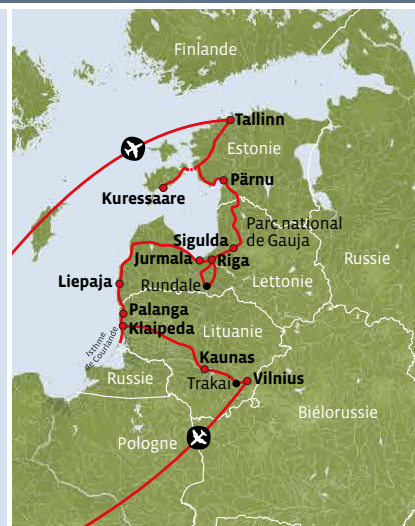 Finlande
Tallinn
Estonie
Pärnu
Kuressaare
Parc national
de Gauja
Sigulda
Russie
Jurmala
Riga
Liepaja
Rundale
Lettonie
Palanga
Klaipeda
Lituanie
Isthme
de Courlande
Kaunas
Russie
Trakai
Vilnius
Biélorussie
Pologne